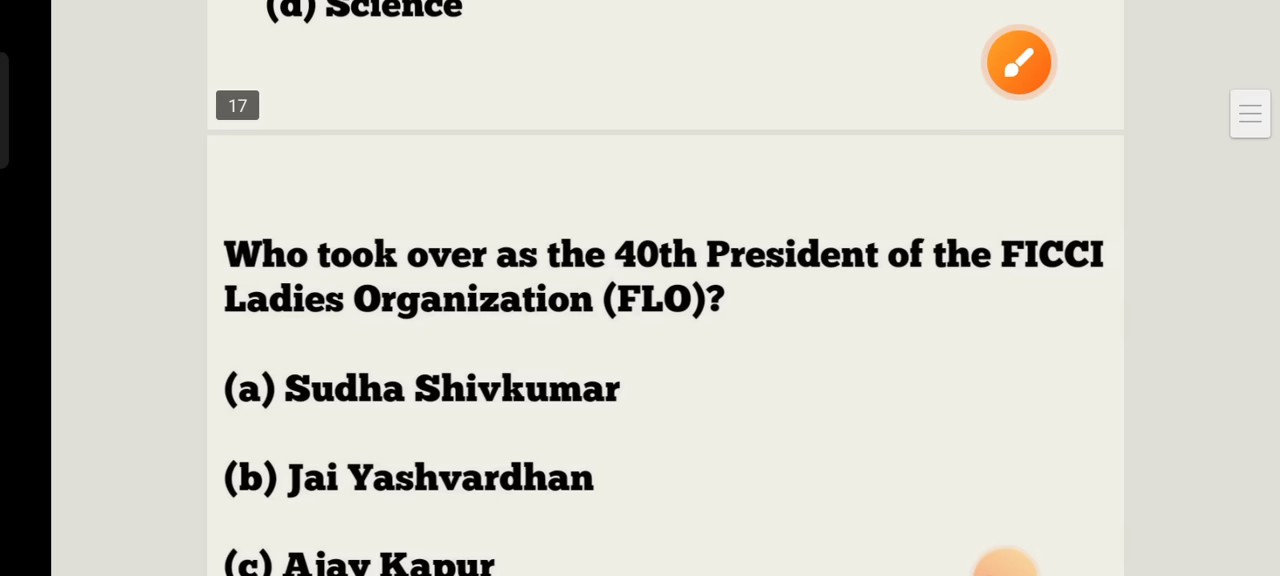 (d) Science
17
Who took over as the 40th President of the FICCI
Ladies Organization (FLO)?
(a) Sudha Shivkumar
(b) Jai Yashvardhan
(c) Ajay Kapur